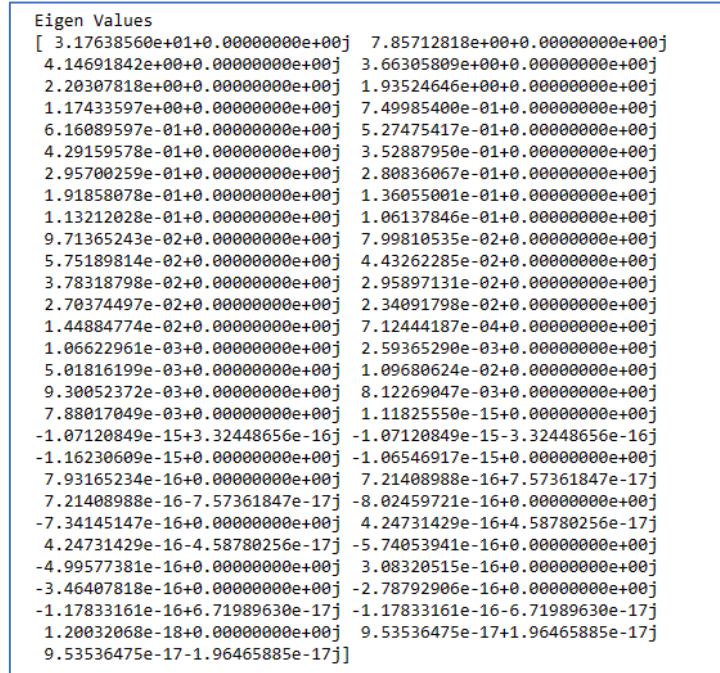 Eigen Values
[ 3.17638560e+01+0.00000000e+00j  7.85712818e+00+0.00000000e+00j
  4.14691842e+00+0.00000000e+00j  3.66305809e+00+0.00000000e+00j
  2.20307818e+00+0.00000000e+00j  1.93524646e+00+0.00000000e+00j
  1.17433597e+00+0.00000000e+00j  7.49985400e-01+0.00000000e+00j
  6.16089597e-01+0.00000000e+00j  5.27475417e-01+0.00000000e+00j
  4.29159578e-01+0.00000000e+00j  3.52887950e-01+0.00000000e+00j
  2.95700259e-01+0.00000000e+00j  2.80836067e-01+0.00000000e+00j
  1.91858078e-01+0.00000000e+00j  1.36055001e-01+0.00000000e+00j
  1.13212028e-01+0.00000000e+00j  1.06137846e-01+0.00000000e+00j
  9.71365243e-02+0.00000000e+00j  7.99810535e-02+0.00000000e+00j
  5.75189814e-02+0.00000000e+00j  4.43262285e-02+0.00000000e+00j
  3.78318798e-02+0.00000000e+00j  2.95897131e-02+0.00000000e+00j
  2.70374497e-02+0.00000000e+00j  2.34091798e-02+0.00000000e+00j
  1.44884774e-02+0.00000000e+00j  7.12444187e-04+0.00000000e+00j
  1.06622961e-03+0.00000000e+00j  2.59365290e-03+0.00000000e+00j
  5.01816199e-03+0.00000000e+00j  1.09680624e-02+0.00000000e+00j
  9.30052372e-03+0.00000000e+00j  8.12269047e-03+0.00000000e+00j
  7.88017049e-03+0.00000000e+00j  1.11825550e-15+0.00000000e+00j
 -1.07120849e-15+3.32448656e-16j -1.07120849e-15-3.32448656e-16j
 -1.16230609e-15+0.00000000e+00j -1.06546917e-15+0.00000000e+00j
  7.93165234e-16+0.00000000e+00j  7.21408988e-16+7.57361847e-17j
  7.21408988e-16-7.57361847e-17j -8.02459721e-16+0.00000000e+00j
 -7.34145147e-16+0.00000000e+00j  4.24731429e-16+4.58780256e-17j
  4.24731429e-16-4.58780256e-17j -5.74053941e-16+0.00000000e+00j
 -4.99577381e-16+0.00000000e+00j  3.08320515e-16+0.00000000e+00j
 -3.46407818e-16+0.00000000e+00j -2.78792906e-16+0.00000000e+00j
 -1.17833161e-16+6.71989630e-17j -1.17833161e-16-6.71989630e-17j
  1.20032068e-18+0.00000000e+00j  9.53536475e-17+1.96465885e-17j
  9.53536475e-17-1.96465885e-17j]